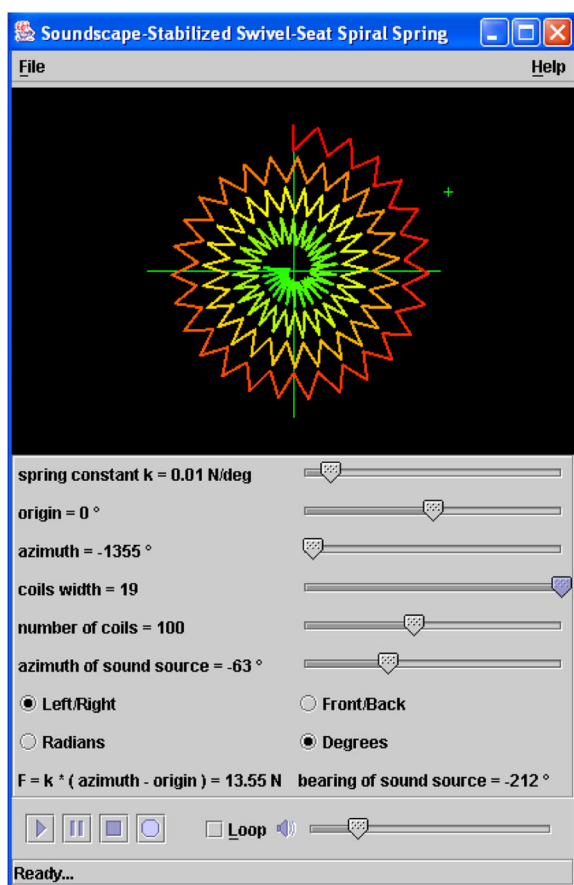 Soundscape-Stabilized Swivel-Seat Spiral Spring
File Help
spring constant k = 0.01 N/deg
origin = 0 °
azimuth = -1355 °
coils width = 19
number of coils = 100
azimuth of sound source = -63 °
Left/Right Front/Back
Radians Degrees
F = k * ( azimuth - origin ) = 13.55 N bearing of sound source = -212 °
Loop
Ready...